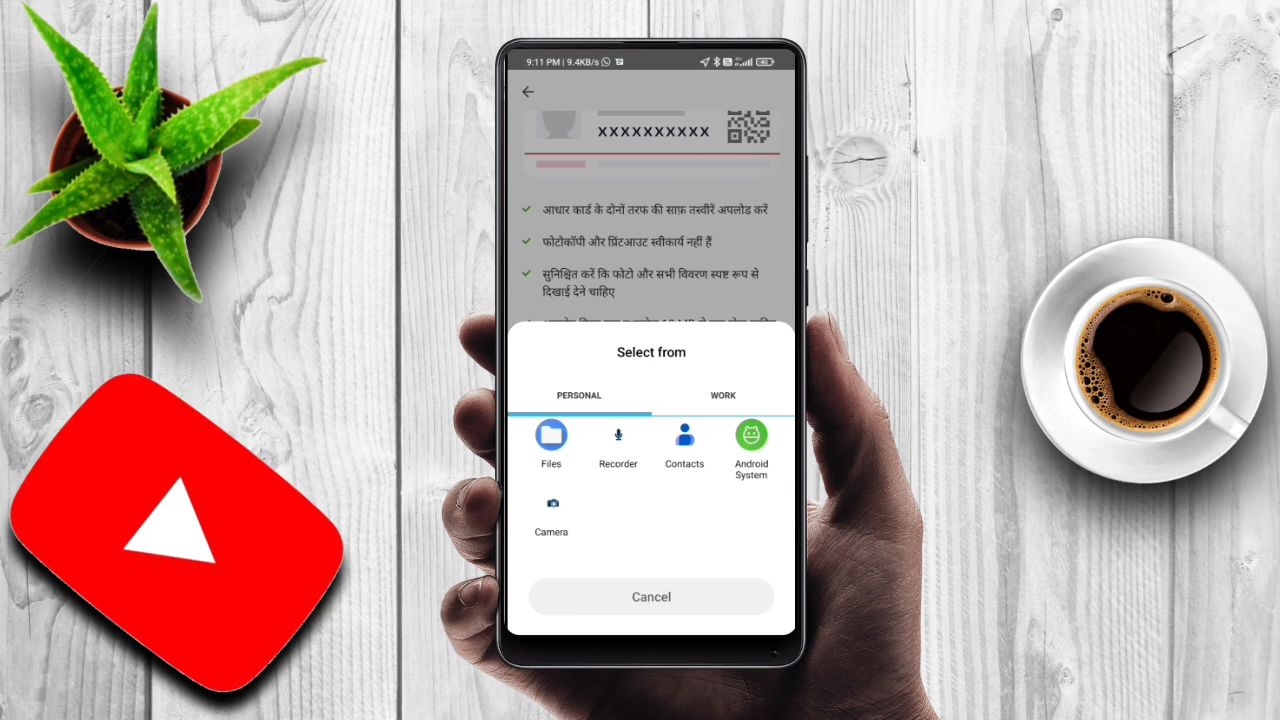 9:11 PM | 9.4KB/s
XXXXXXXXXX
आधार कार्ड के दोनों तरफ की साफ़ तस्वीरें अपलोड करें
फोटोकॉपी और प्रिंटआउट स्वीकार्य नहीं हैं
सुनिश्चित करें कि फोटो और सभी विवरण स्पष्ट रूप से
दिखाई देने चाहिए
Select from
PERSONAL WORK
Files Recorder Contacts Android
System
Camera
Cancel